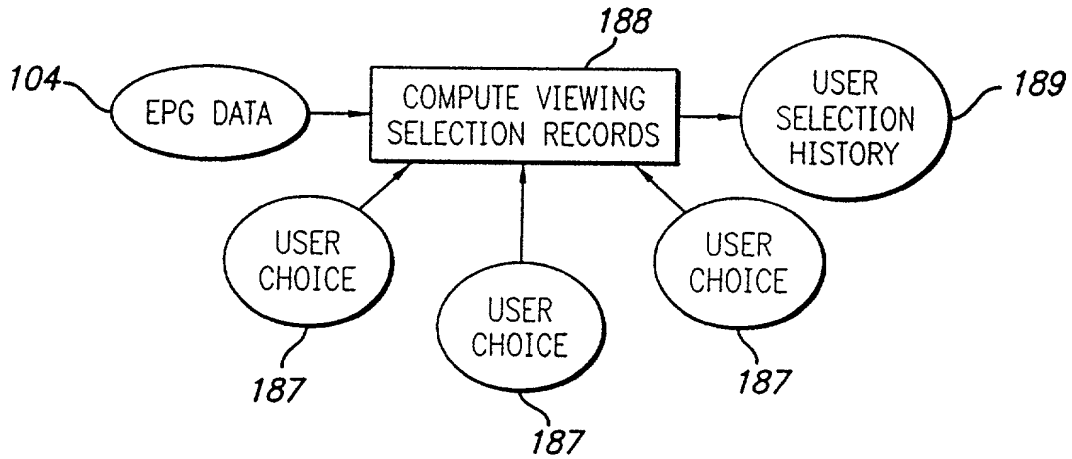 188
104
EPG DATA
COMPUTE VIEWING
SELECTION RECORDS
USER
SELECTION
HISTORY
189
USER
CHOICE
187
USER
CHOICE
187
USER
CHOICE
187